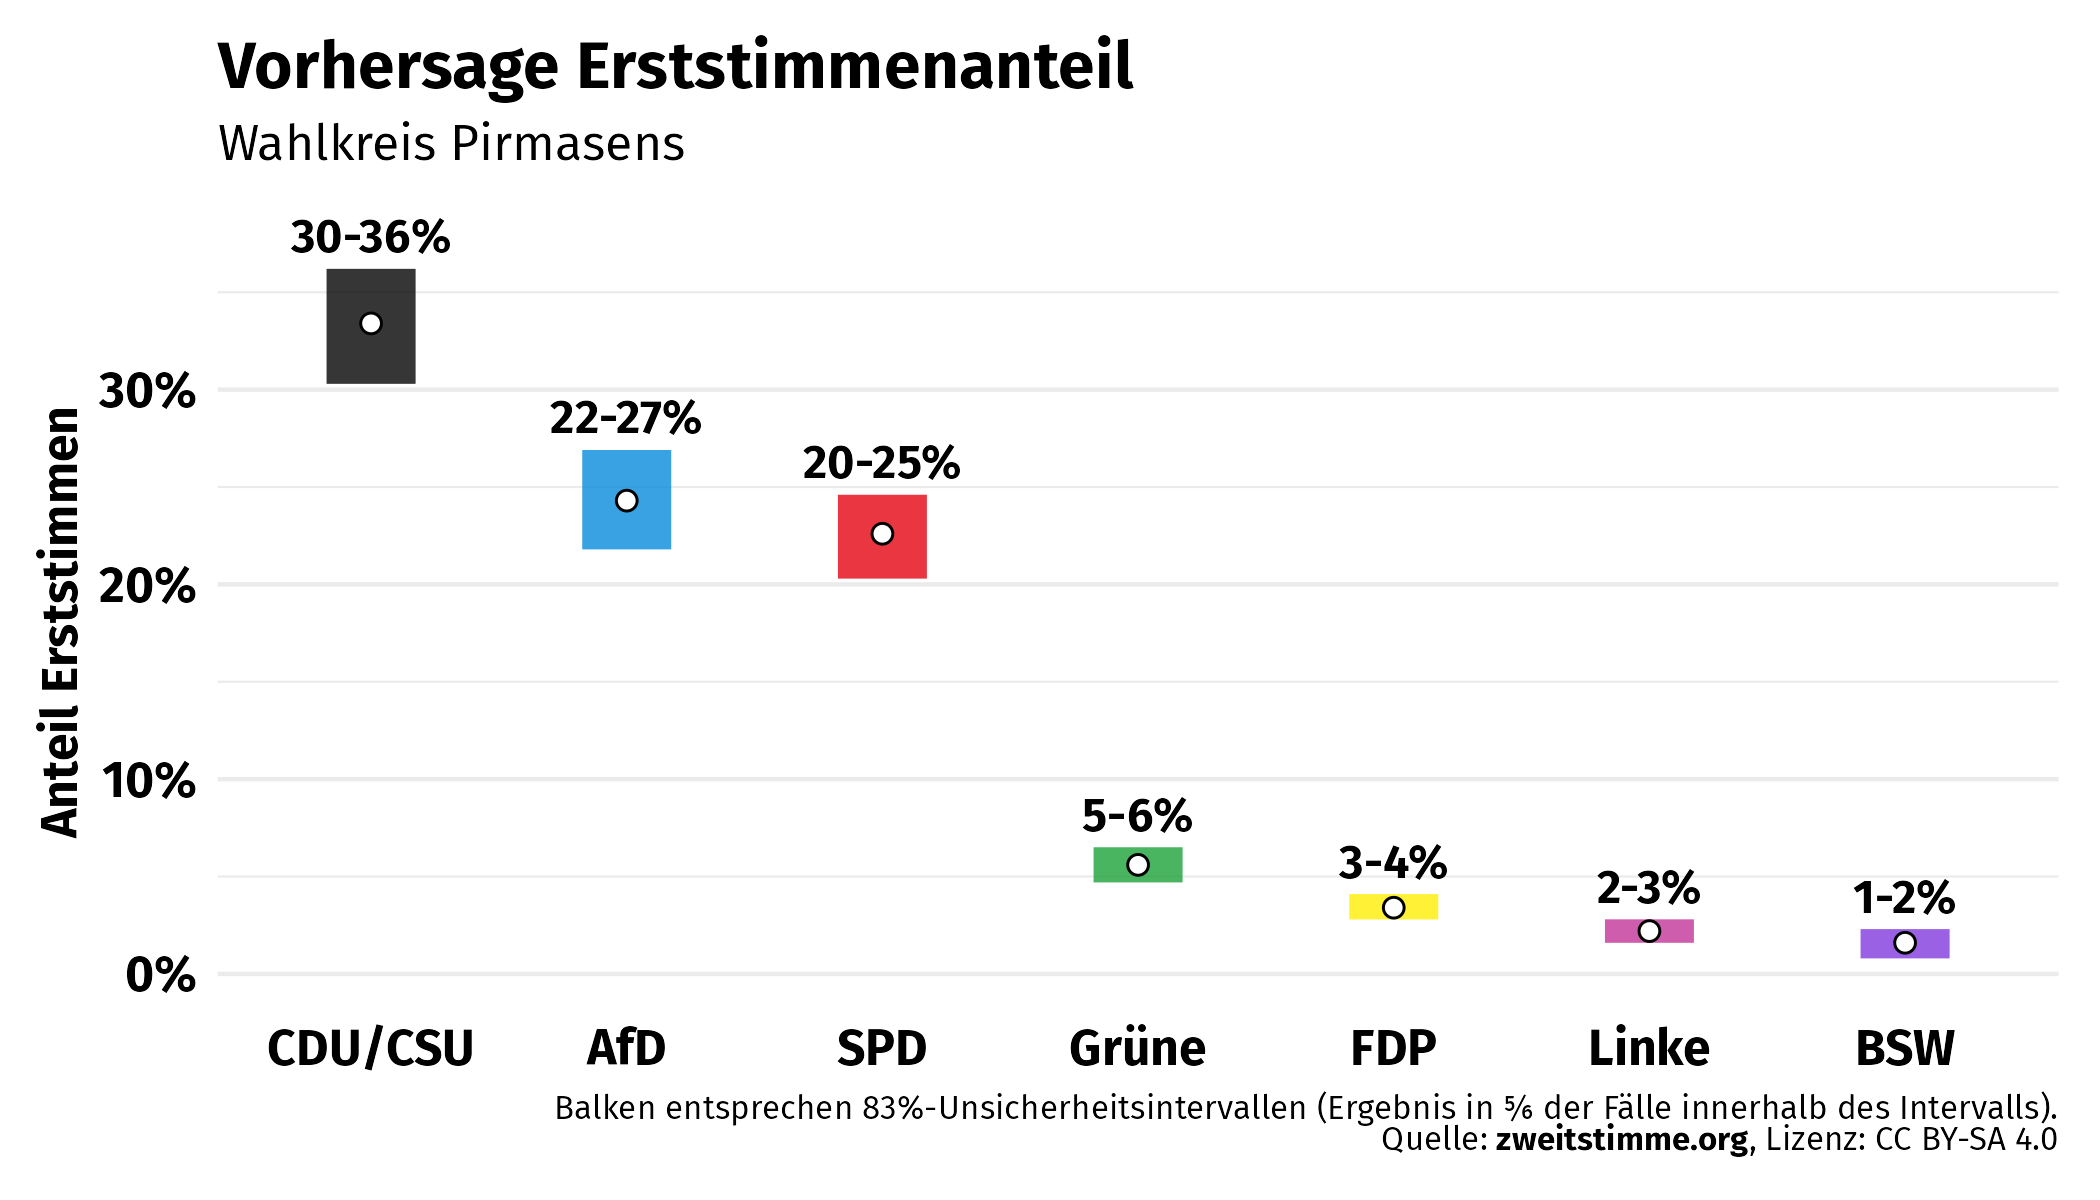 Vorhersage Erststimmenanteil
Wahlkreis Pirmasens
Anteil Erststimmen
30%
20%
10%
0%
30-36%
22-27%
20-25%
5-6%
3-4%
2-3%
1-2%
CDU/CSU AfD SPD Grüne FDP Linke BSW
Balken entsprechen 83%-Unsicherheitsintervallen (Ergebnis in ⅚ der Fälle innerhalb des Intervalls).
Quelle: zweitstimme.org, Lizenz: CC BY-SA 4.0